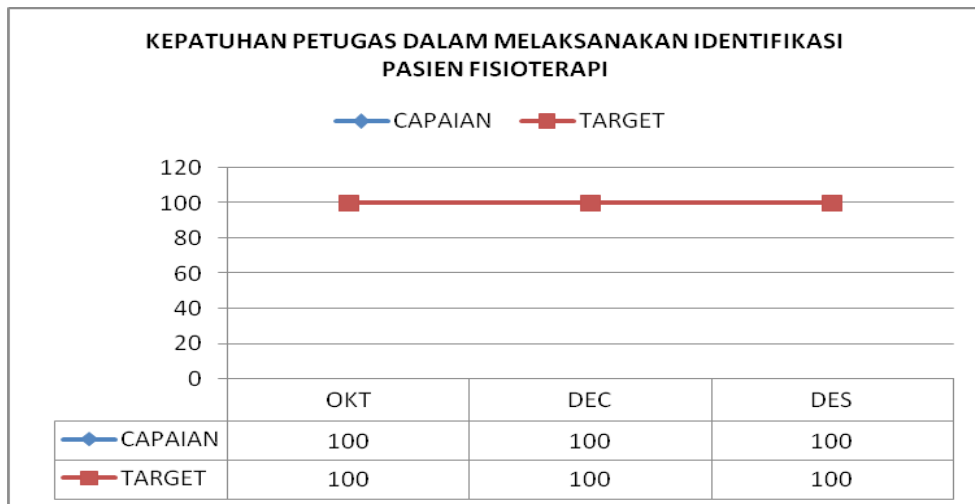 KEPATUHAN PETUGAS DALAM MELAKSANAKAN IDENTIFIKASI
PASIEN FISIOTERAPI
CAPAIAN TARGET
120
100
80
60
40
20
0
OKT DEC DES
CAPAIAN 100 100 100
TARGET 100 100 100